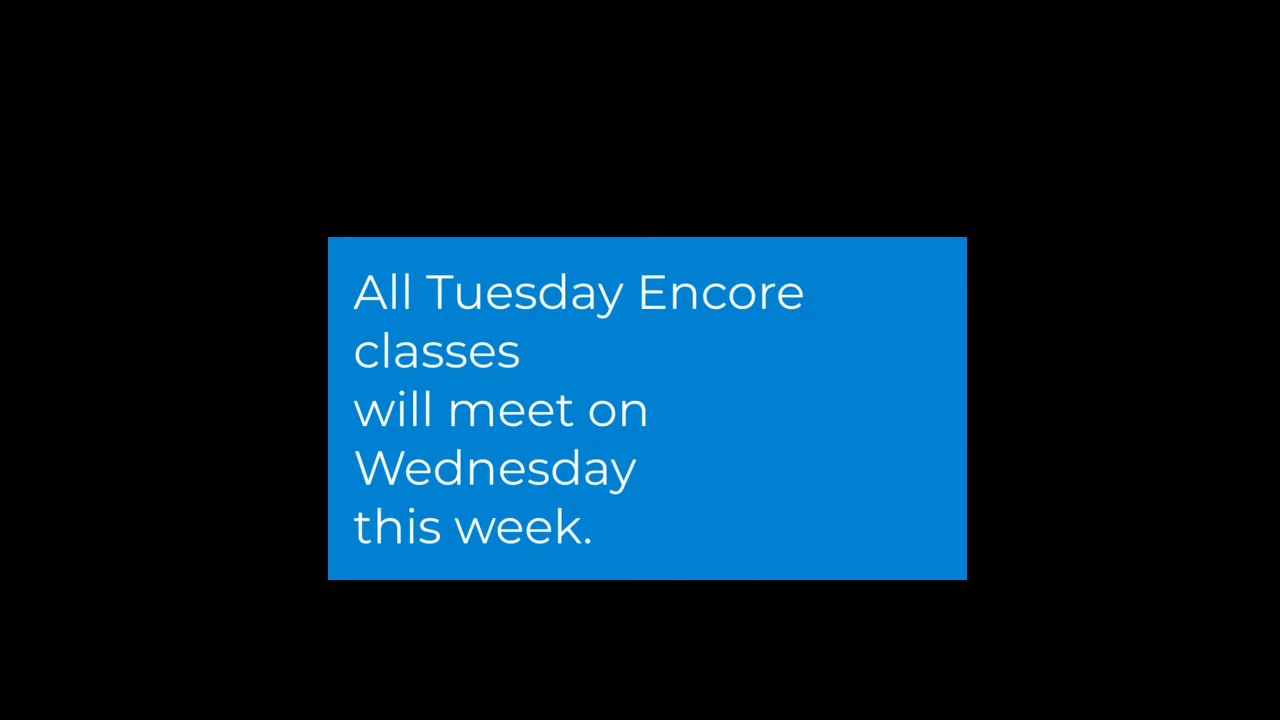 All Tuesday Encore
classes
will meet on
Wednesday
this week.